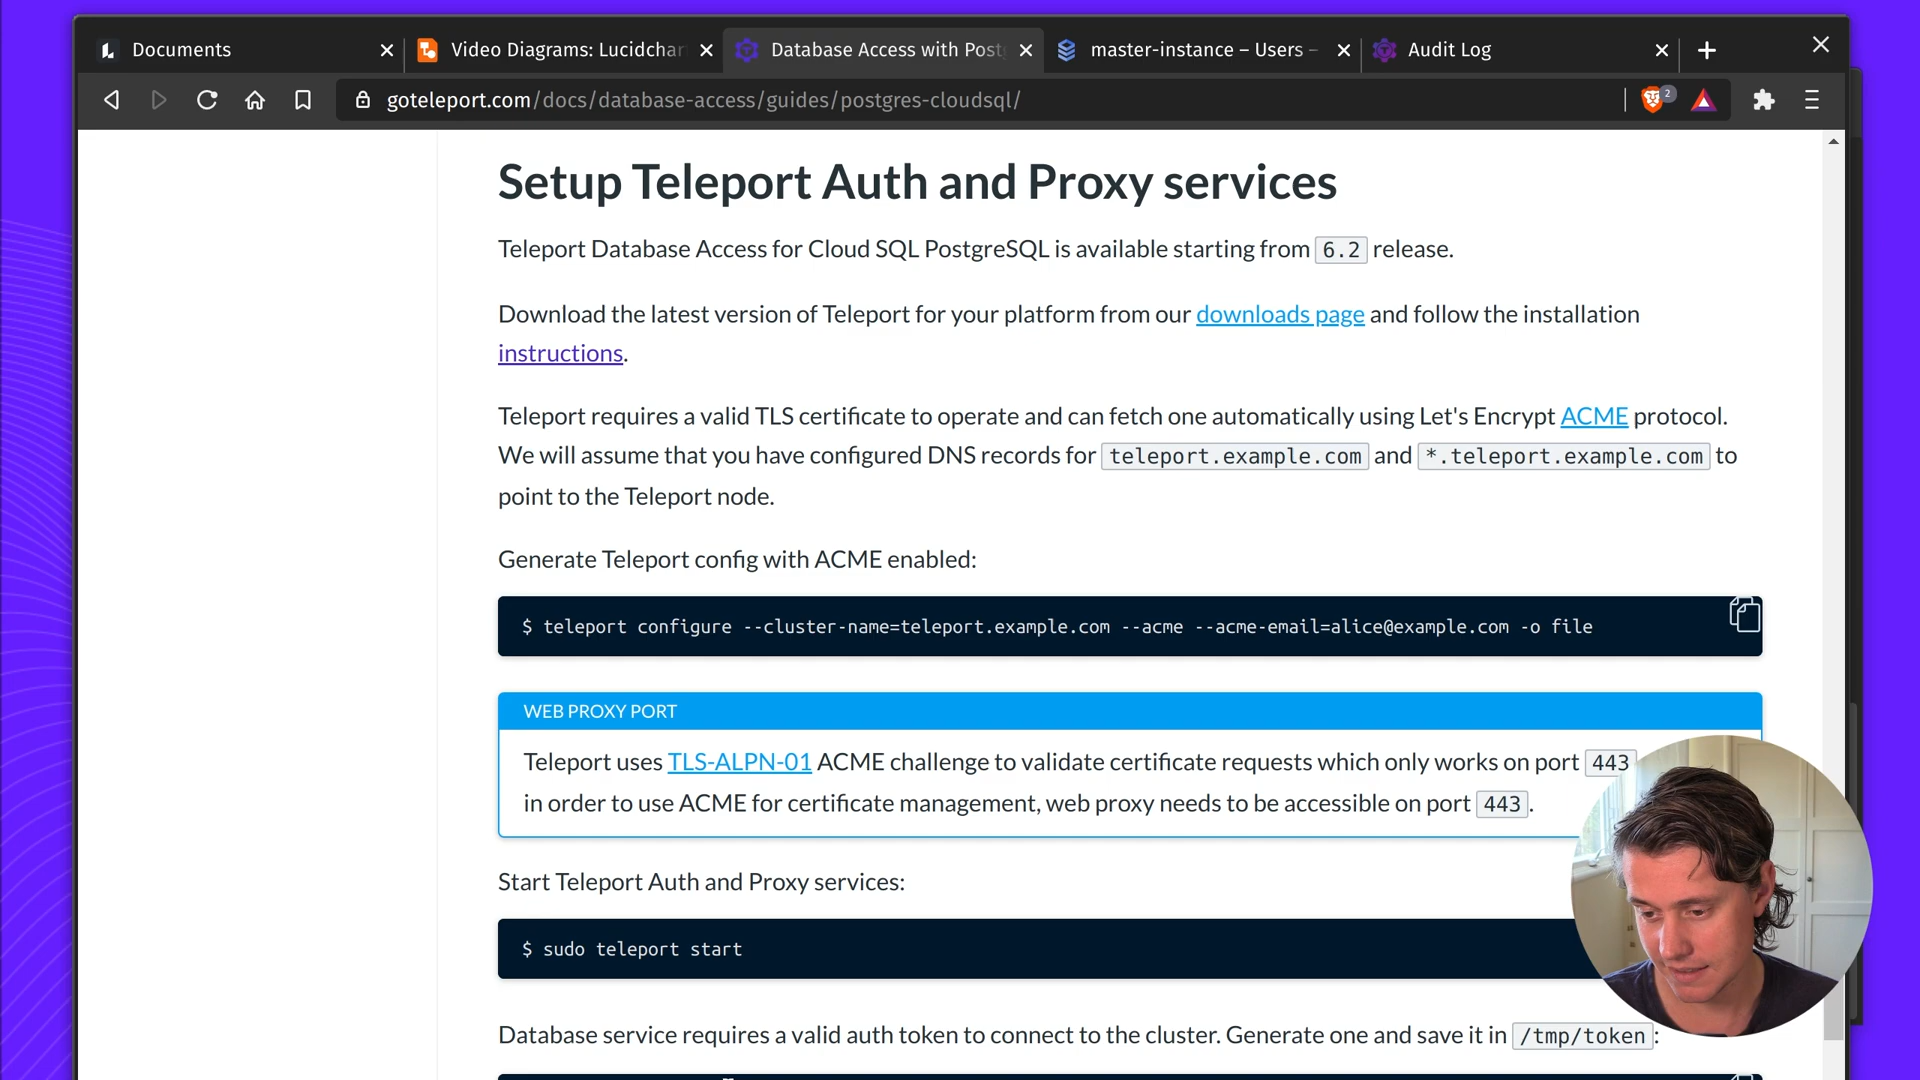 Documents
Video Diagrams: Lucidchar
Database Access with Post
master-instance – Users –
Audit Log
goteleport.com/docs/database-access/guides/postgres-cloudsql/
2
Setup Teleport Auth and Proxy services
Teleport Database Access for Cloud SQL PostgreSQL is available starting from 6.2 release.
Download the latest version of Teleport for your platform from our downloads page and follow the installation
instructions.
Teleport requires a valid TLS certificate to operate and can fetch one automatically using Let's Encrypt ACME protocol.
We will assume that you have configured DNS records for teleport.example.com and *.teleport.example.com to
point to the Teleport node.
Generate Teleport config with ACME enabled:
$ teleport configure --cluster-name=teleport.example.com --acme --acme-email=alice@example.com -o file
WEB PROXY PORT
Teleport uses TLS-ALPN-01 ACME challenge to validate certificate requests which only works on port 443
in order to use ACME for certificate management, web proxy needs to be accessible on port 443.
Start Teleport Auth and Proxy services:
$ sudo teleport start
Database service requires a valid auth token to connect to the cluster. Generate one and save it in /tmp/token: